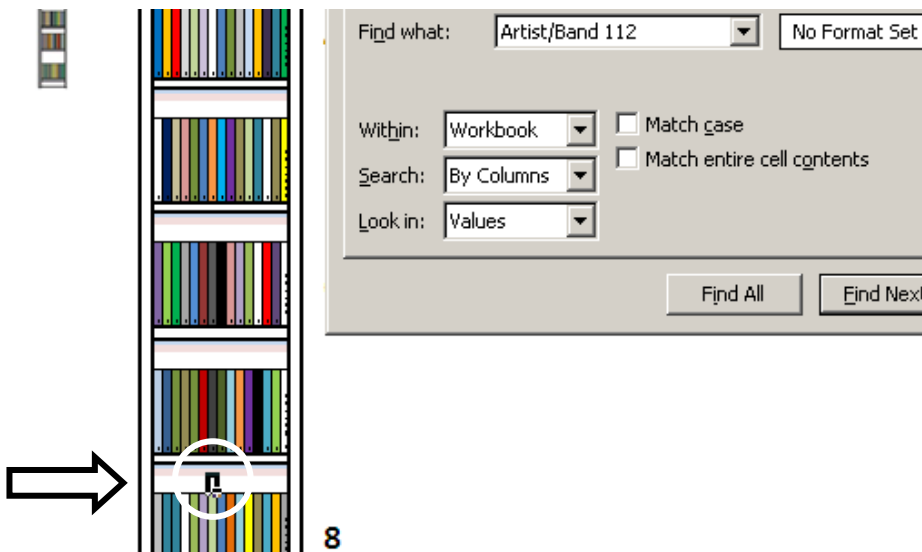 Find what: Artist/Band 112 No Format Set
Within: Workbook Match case
Search: By Columns Match entire cell contents
Look in: Values
Find All Find Next
8